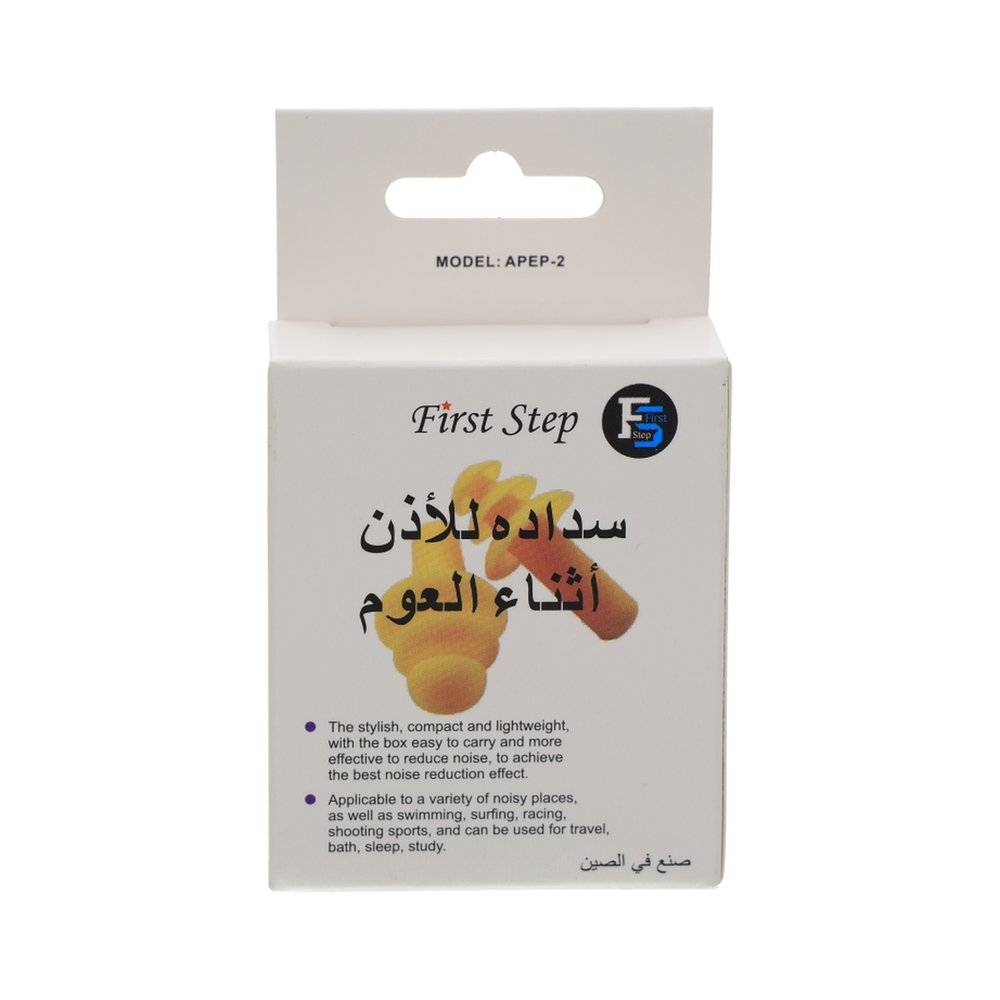 MODEL: APEP-2
First Step
FS First Step
سداده للأذن
أثناء العوم
The stylish, compact and lightweight,
with the box easy to carry and more
effective to reduce noise, to achieve
the best noise reduction effect.
Applicable to a variety of noisy places,
as well as swimming, surfing, racing,
shooting sports, and can be used for travel,
bath, sleep, study.
صنع في الصين